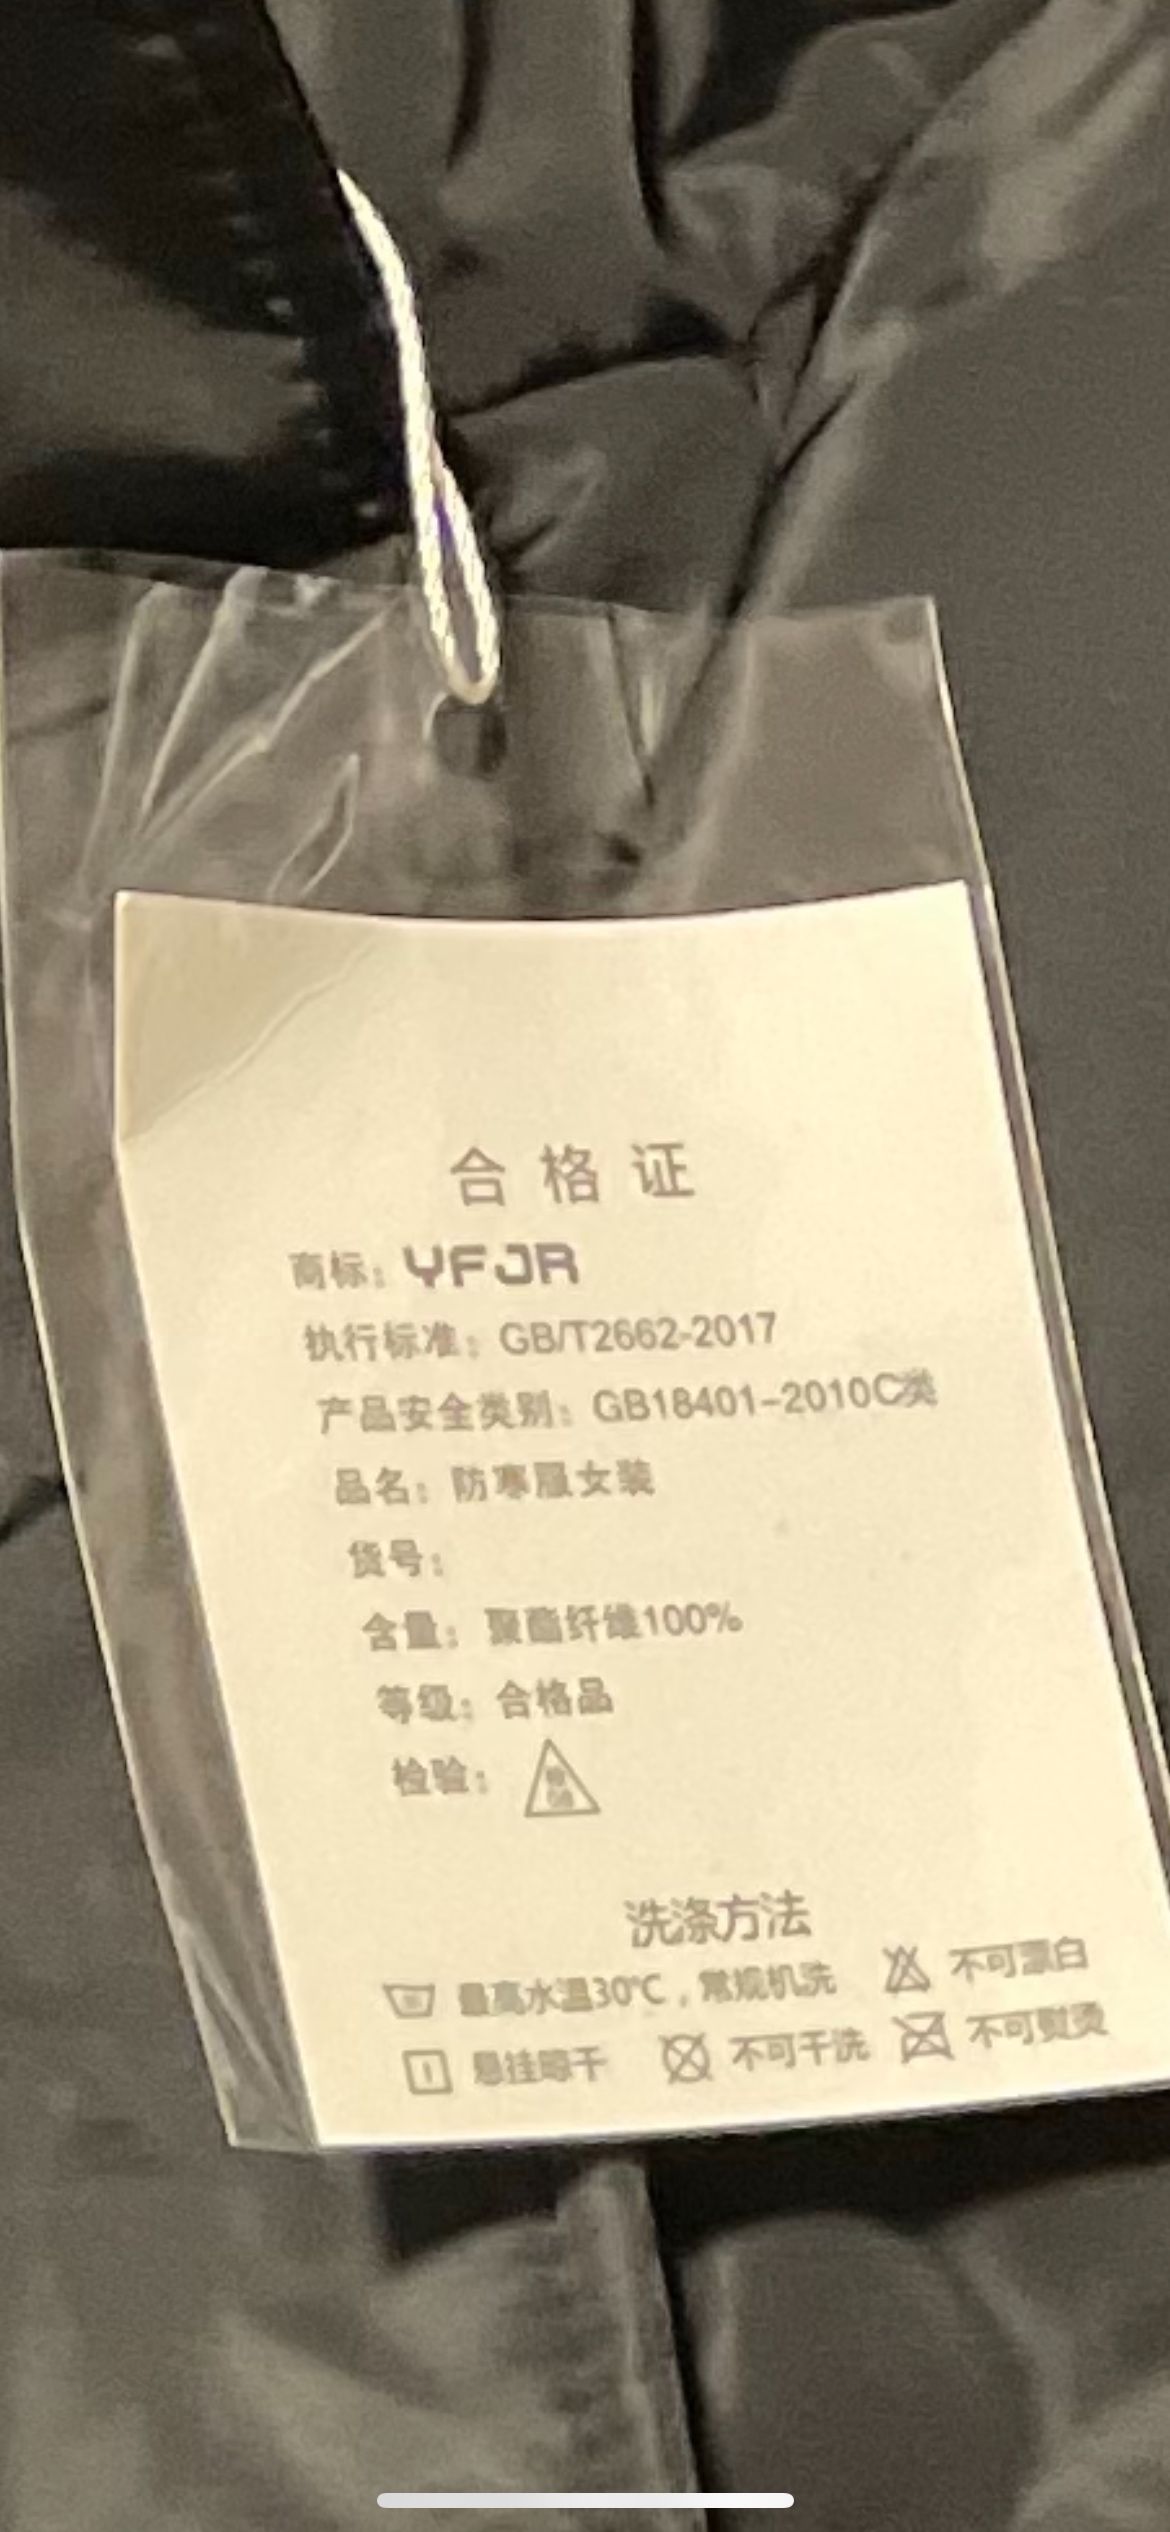 合格证
商标：YFJR
执行标准：GB/T2662-2017
产品安全类别：GB18401-2010C类
品名：防寒服女装
货号：
含量：聚酯纤维100%
等级：合格品
检验：
洗涤方法
最高水温30℃，常规机洗 不可漂白
悬挂晾干 不可干洗 不可熨烫